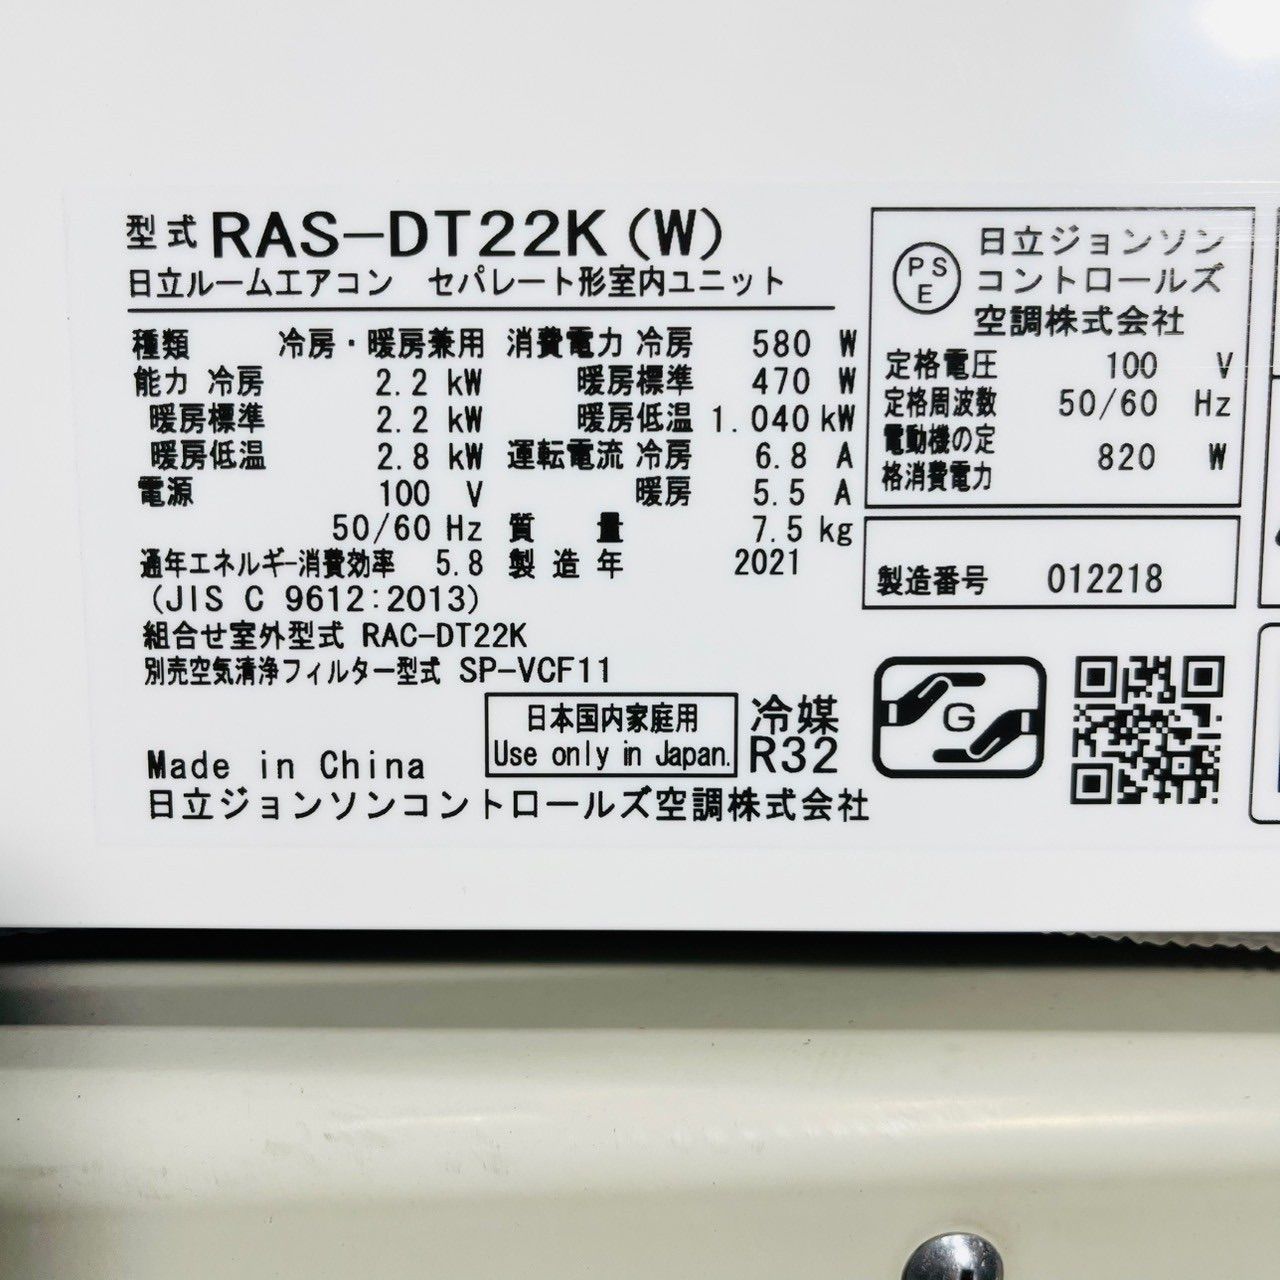 型式 RAS-DT22K(W)
日立ルームエアコン セパレート形室内ユニット
種類 冷房・暖房兼用
能力 冷房 2.2 kW
暖房標準 2.2 kW
暖房低温 2.8 kW
電源 100 V
50/60 Hz
通年エネルギー消費効率 5.8
(JIS C 9612:2013)
組合せ室外型式 RAC-DT22K
別売空気清浄フィルター型式 SP-VCF11
消費電力 冷房 580 W
暖房標準 470 W
暖房低温 1.040 kW
運転電流 冷房 6.8 A
暖房 5.5 A
質量 7.5 kg
製造年 2021
日本国内家庭用
Use only in Japan.
冷媒
R32
Made in China
日立ジョンソンコントロールズ空調株式会社
PS
E
日立ジョンソン
コントロールズ
空調株式会社
定格電圧 100 V
定格周波数 50/60 Hz
電動機の定
格消費電力 820 W
製造番号 012218
G